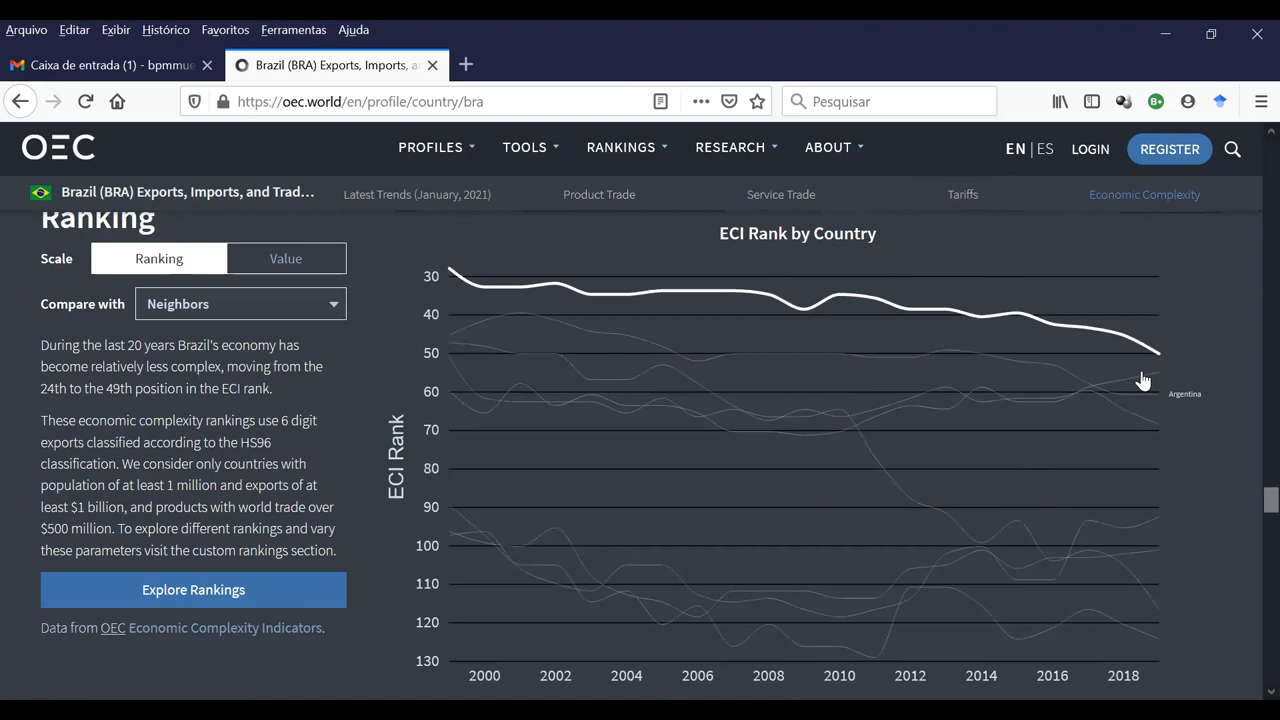 Arquivo Editar Exibir Histórico Favoritos Ferramentas Ajuda
Caixa de entrada (1) - bpmmue
Brazil (BRA) Exports, Imports, a
https://oec.world/en/profile/country/bra
Pesquisar
OEC
PROFILES TOOLS RANKINGS RESEARCH ABOUT
EN | ES LOGIN REGISTER
Brazil (BRA) Exports, Imports, and Trad...
Latest Trends (January, 2021) Product Trade Service Trade Tariffs Economic Complexity
Ranking
Scale Ranking Value
Compare with Neighbors
During the last 20 years Brazil's economy has
become relatively less complex, moving from the
24th to the 49th position in the ECI rank.
These economic complexity rankings use 6 digit
exports classified according to the HS96
classification. We consider only countries with
population of at least 1 million and exports of at
least $1 billion, and products with world trade over
$500 million. To explore different rankings and vary
these parameters visit the custom rankings section.
Explore Rankings
Data from OEC Economic Complexity Indicators.
ECI Rank by Country
ECI Rank
30
40
50
60
70
80
90
100
110
120
130
2000 2002 2004 2006 2008 2010 2012 2014 2016 2018
Argentina